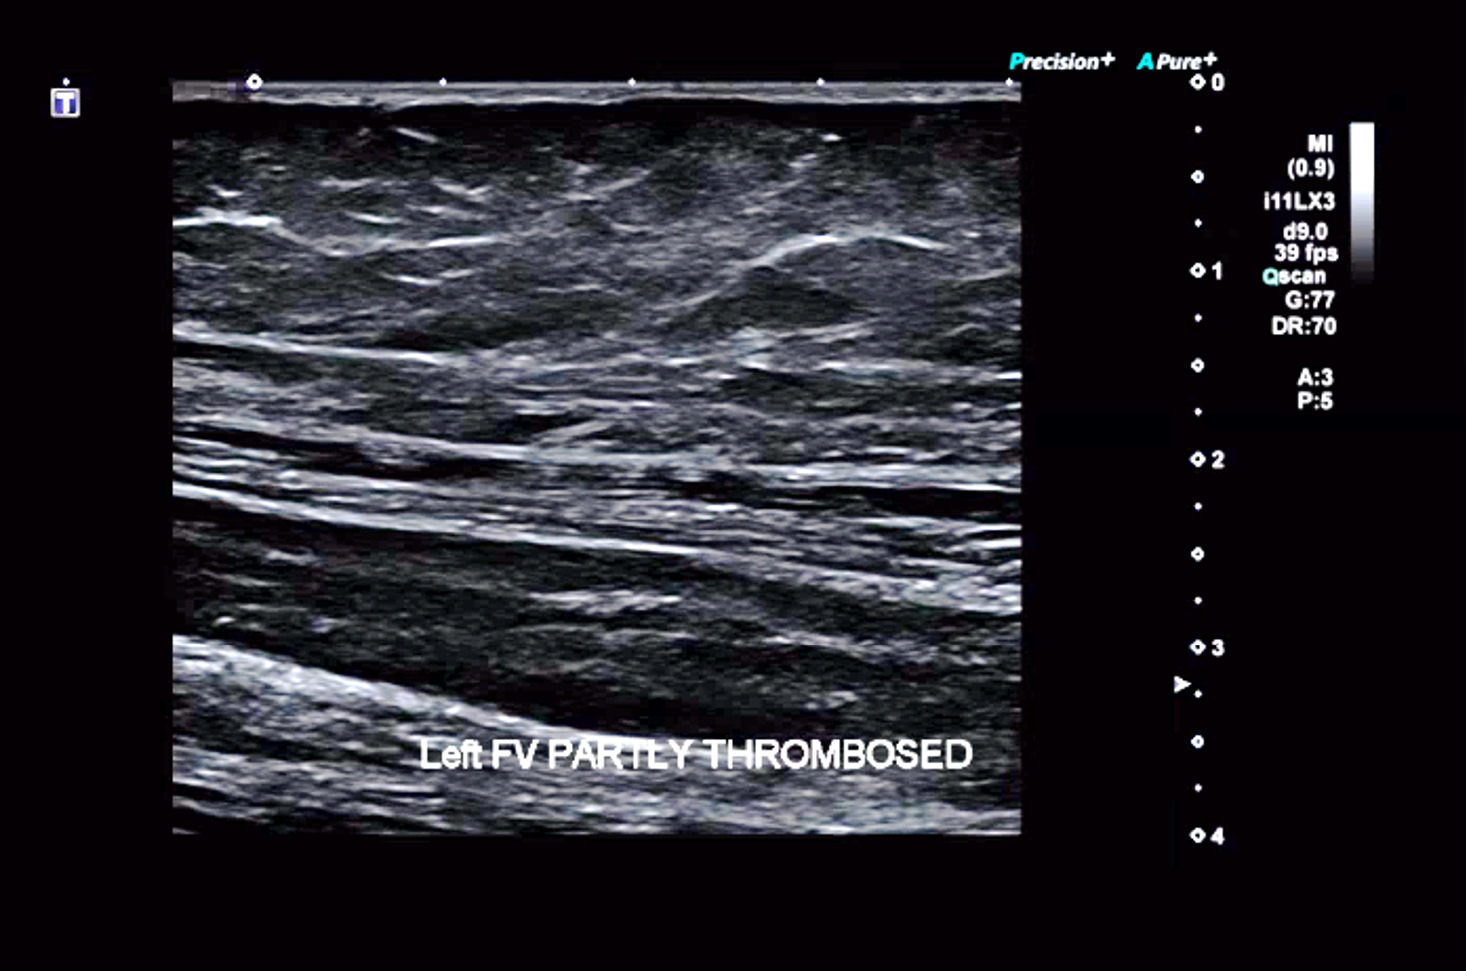 Precision+ APure+
T
0
MI
(0.9)
i11LX3
d9.0
39 fps
1
Qscan
G:77
DR:70
A:3
P:5
2
3
Left FV PARTLY THROMBOSED
4